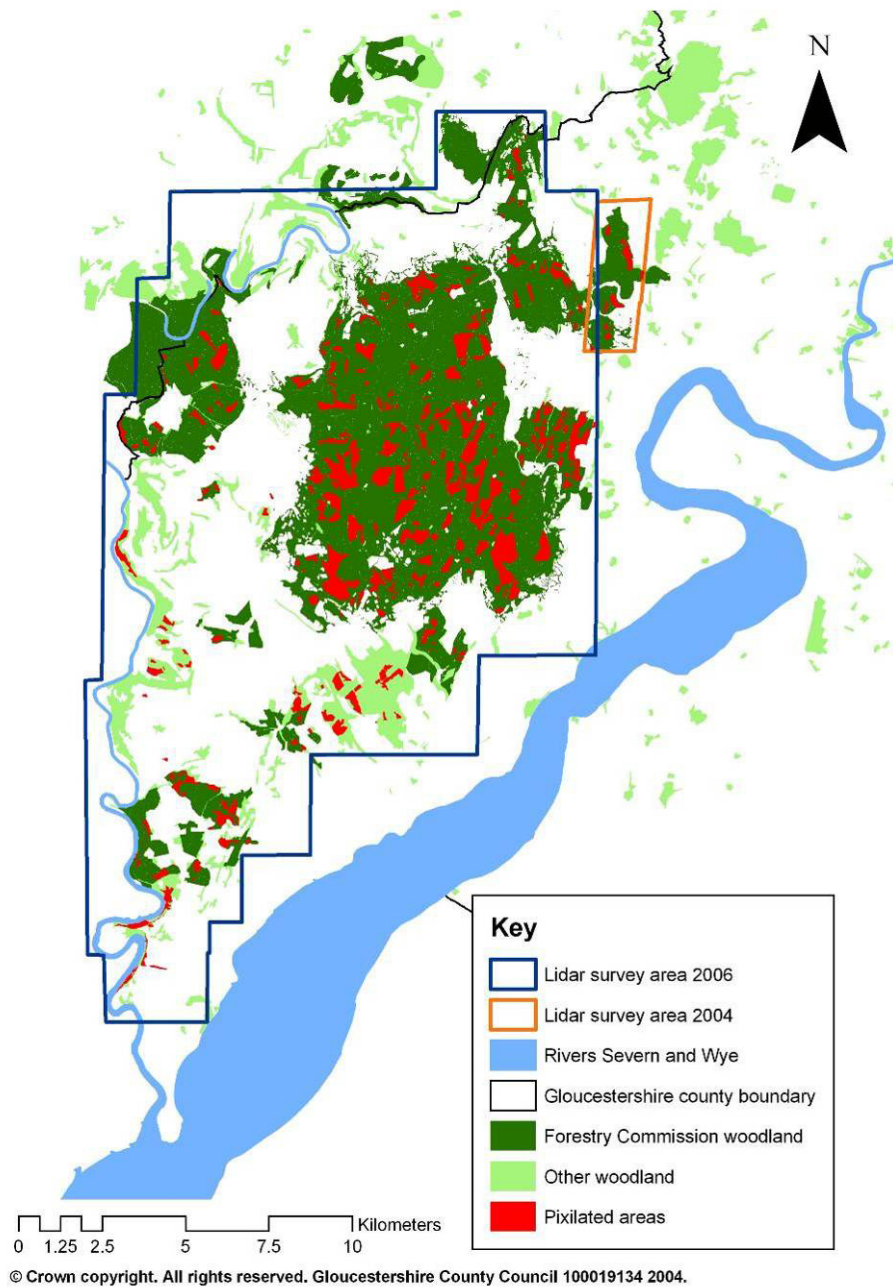 N
Key
Lidar survey area 2006
Lidar survey area 2004
Rivers Severn and Wye
Gloucestershire county boundary
Forestry Commission woodland
Other woodland
Pixilated areas
Kilometers
0 1.25 2.5 5 7.5 10
© Crown copyright. All rights reserved. Gloucestershire County Council 100019134 2004.